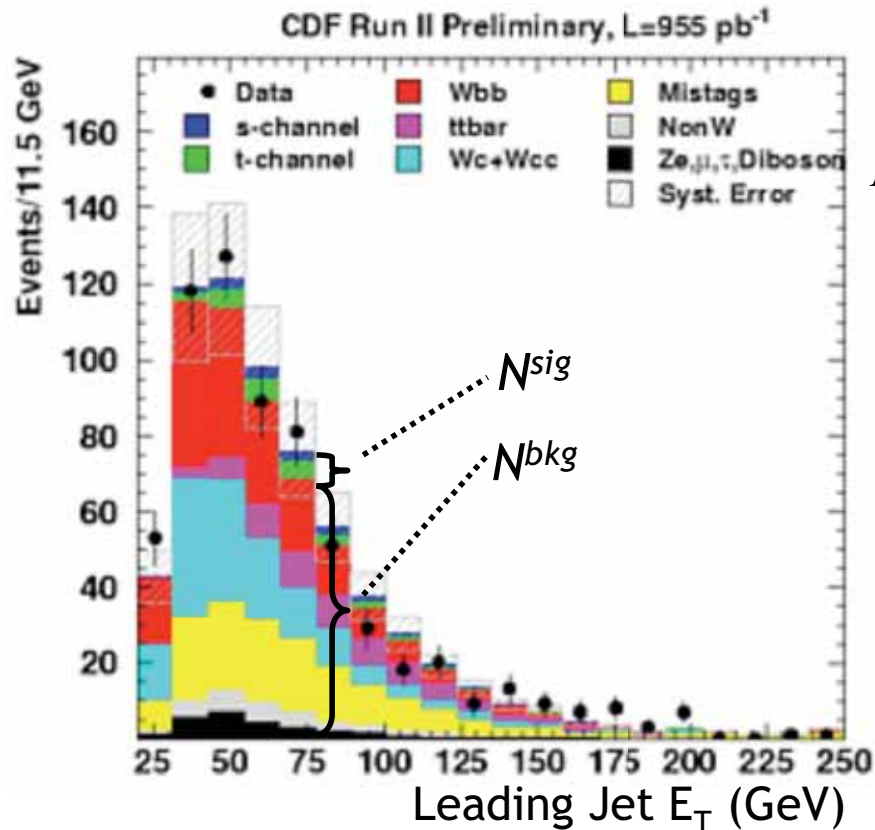 CDF Run II Preliminary, L=955 pb⁻¹
Events/11.5 GeV
Data
s-channel
t-channel
Wbb
ttbar
Wc+Wcc
Mistags
NonW
Ze,μ,τ,Diboson
Syst. Error
160
140
120
100
80
60
40
20
N^sig
N^bkg
25 50 75 100 125 150 175 200 225 250
Leading Jet E_T (GeV)